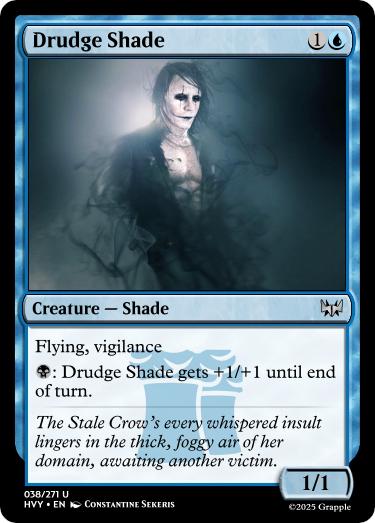 Drudge Shade
1
Creature — Shade
Flying, vigilance
: Drudge Shade gets +1/+1 until end
of turn.
The Stale Crow's every whispered insult
lingers in the thick, foggy air of her
domain, awaiting another victim.
1/1
038/271 U
HVY • EN Constantine Sekeris
©2025 Grapple